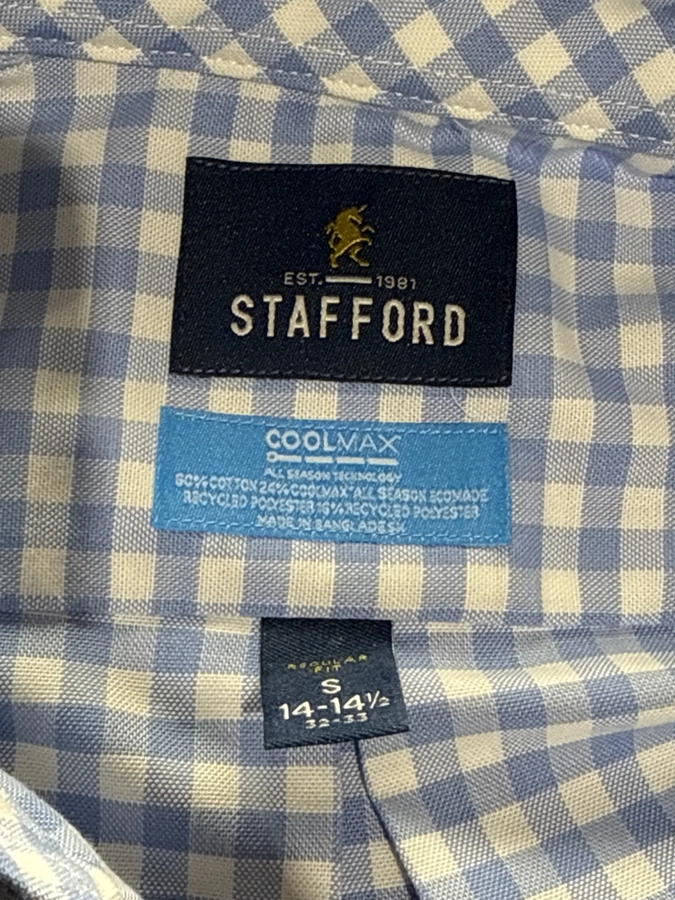 EST. 1981
STAFFORD
COOLMAX®
ALL SEASON TECHNOLOGY
60% COTTON 24% COOLMAX® ALL SEASON ECOMADE
RECYCLED POLYESTER 16% RECYCLED POLYESTER
MADE IN BANGLADESH
REGULAR
FIT
S
14-14½
32-33